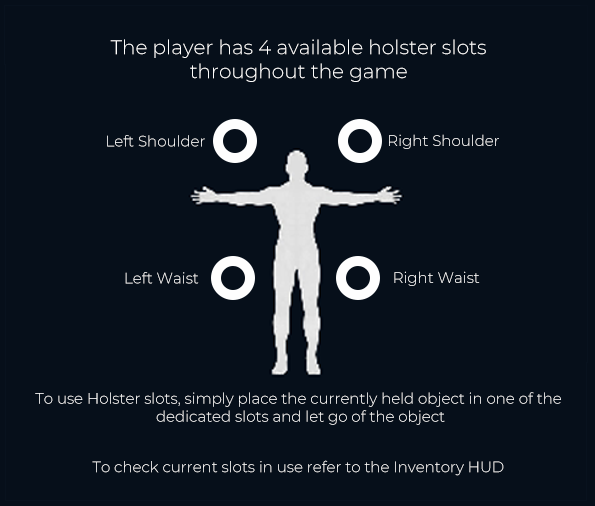 The player has 4 available holster slots
throughout the game
Left Shoulder
Right Shoulder
Left Waist
Right Waist
To use Holster slots, simply place the currently held object in one of the
dedicated slots and let go of the object
To check current slots in use refer to the Inventory HUD